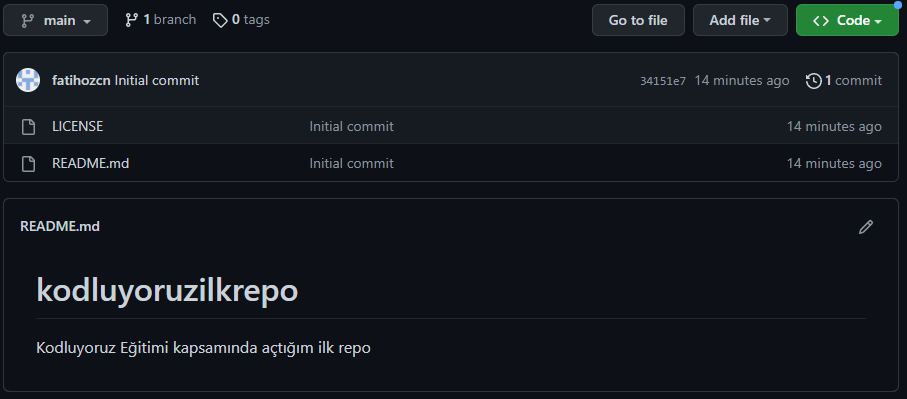 main 1 branch 0 tags Go to file Add file Code
fatihozcn Initial commit 34151e7 14 minutes ago 1 commit
LICENSE Initial commit 14 minutes ago
README.md Initial commit 14 minutes ago
README.md
kodluyoruzilkrepo
Kodluyoruz Eğitimi kapsamında açtığım ilk repo